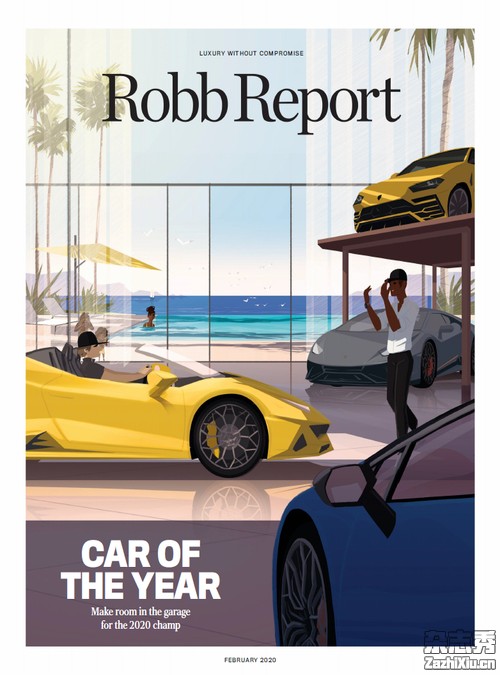 LUXURY WITHOUT COMPROMISE
Robb Report
CAR OF
THE YEAR
Make room in the garage
for the 2020 champ
FEBRUARY 2020
杂志秀
ZazhiXiu.cn